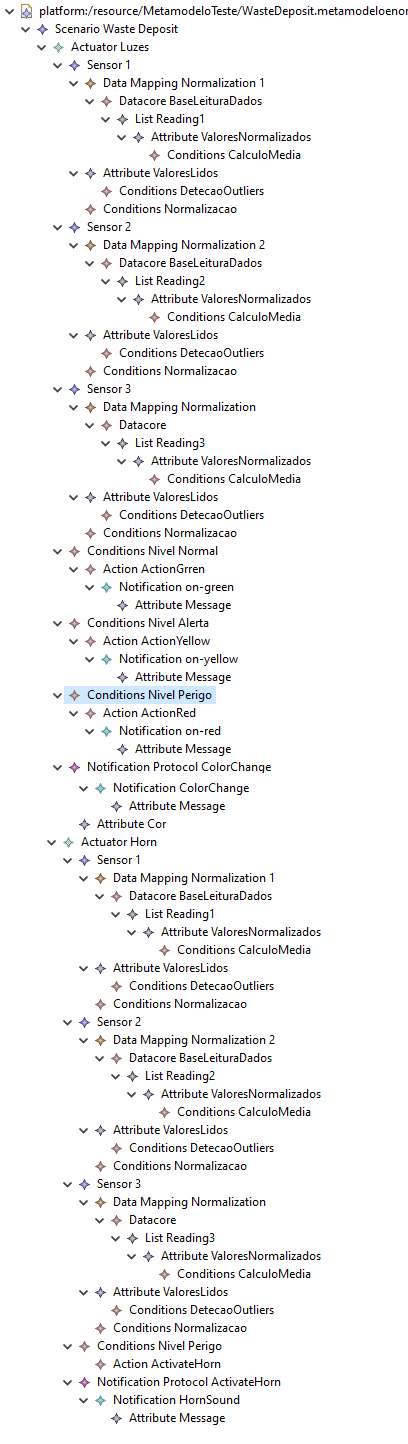 platform:/resource/MetamodeloTeste/WasteDeposit.metamodeloenor
Scenario Waste Deposit
Actuator Luzes
Sensor 1
Data Mapping Normalization 1
Datacore BaseLeituraDados
List Reading1
Attribute ValoresNormalizados
Conditions CalculoMedia
Attribute ValoresLidos
Conditions DetecaoOutliers
Conditions Normalizacao
Sensor 2
Data Mapping Normalization 2
Datacore BaseLeituraDados
List Reading2
Attribute ValoresNormalizados
Conditions CalculoMedia
Attribute ValoresLidos
Conditions DetecaoOutliers
Conditions Normalizacao
Sensor 3
Data Mapping Normalization
Datacore
List Reading3
Attribute ValoresNormalizados
Conditions CalculoMedia
Attribute ValoresLidos
Conditions DetecaoOutliers
Conditions Normalizacao
Conditions Nivel Normal
Action ActionGrren
Notification on-green
Attribute Message
Conditions Nivel Alerta
Action ActionYellow
Notification on-yellow
Attribute Message
Conditions Nivel Perigo
Action ActionRed
Notification on-red
Attribute Message
Notification Protocol ColorChange
Notification ColorChange
Attribute Message
Attribute Cor
Actuator Horn
Sensor 1
Data Mapping Normalization 1
Datacore BaseLeituraDados
List Reading1
Attribute ValoresNormalizados
Conditions CalculoMedia
Attribute ValoresLidos
Conditions DetecaoOutliers
Conditions Normalizacao
Sensor 2
Data Mapping Normalization 2
Datacore BaseLeituraDados
List Reading2
Attribute ValoresNormalizados
Conditions CalculoMedia
Attribute ValoresLidos
Conditions DetecaoOutliers
Conditions Normalizacao
Sensor 3
Data Mapping Normalization
Datacore
List Reading3
Attribute ValoresNormalizados
Conditions CalculoMedia
Attribute ValoresLidos
Conditions DetecaoOutliers
Conditions Normalizacao
Conditions Nivel Perigo
Action ActivateHorn
Notification Protocol ActivateHorn
Notification HornSound
Attribute Message